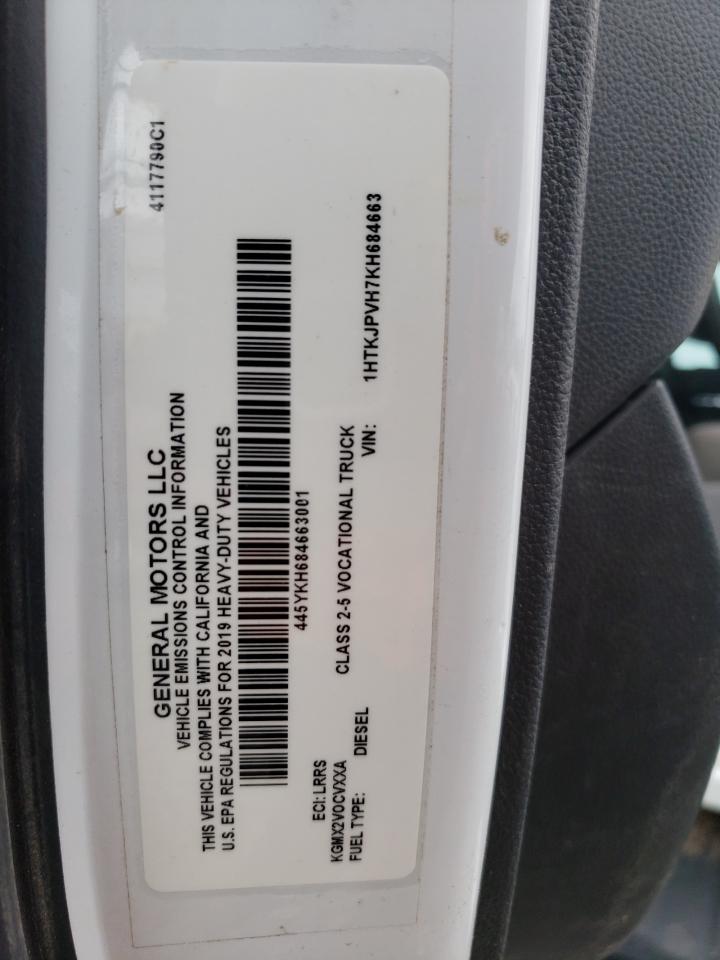 4117790C1
GENERAL MOTORS LLC
VEHICLE EMISSIONS CONTROL INFORMATION
THIS VEHICLE COMPLIES WITH CALIFORNIA AND
U.S. EPA REGULATIONS FOR 2019 HEAVY-DUTY VEHICLES
445YKH684663001
ECI: LRRS
KGMX2VOCVXXA CLASS 2-5 VOCATIONAL TRUCK
FUEL TYPE: DIESEL VIN: 1HTKJPVH7KH684663